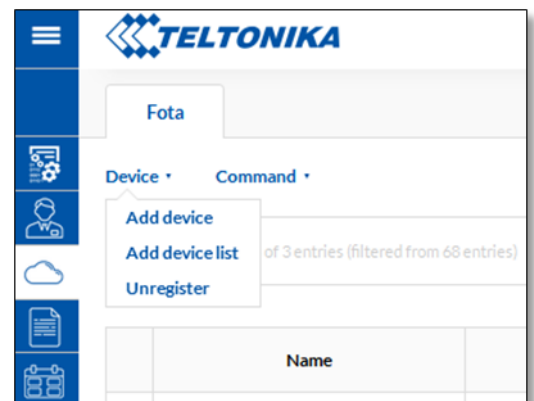 TELTONIKA
Fota
Device Command
Add device
Add device list
of 3 entries (filtered from 68 entries)
Unregister
Name